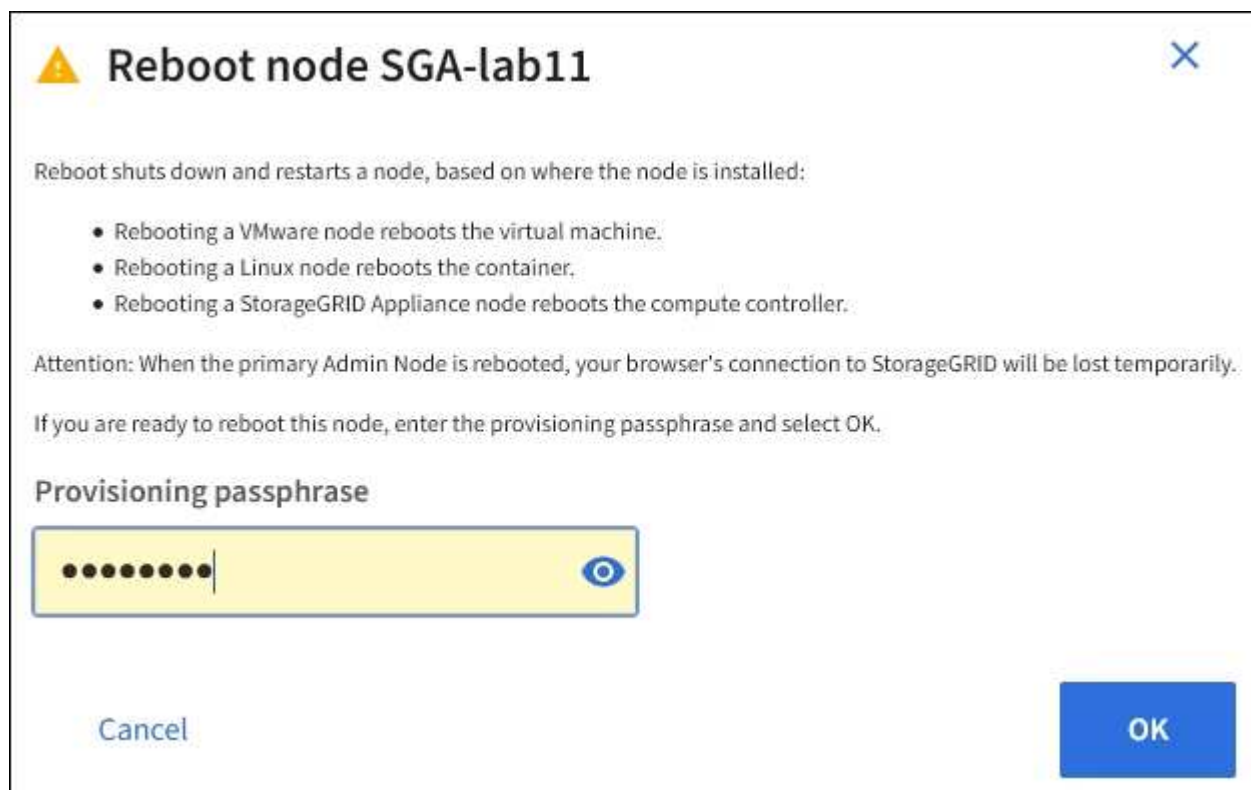 Reboot node SGA-lab11
Reboot shuts down and restarts a node, based on where the node is installed:
• Rebooting a VMware node reboots the virtual machine.
• Rebooting a Linux node reboots the container.
• Rebooting a StorageGRID Appliance node reboots the compute controller.
Attention: When the primary Admin Node is rebooted, your browser's connection to StorageGRID will be lost temporarily.
If you are ready to reboot this node, enter the provisioning passphrase and select OK.
Provisioning passphrase
••••••••
Cancel
OK